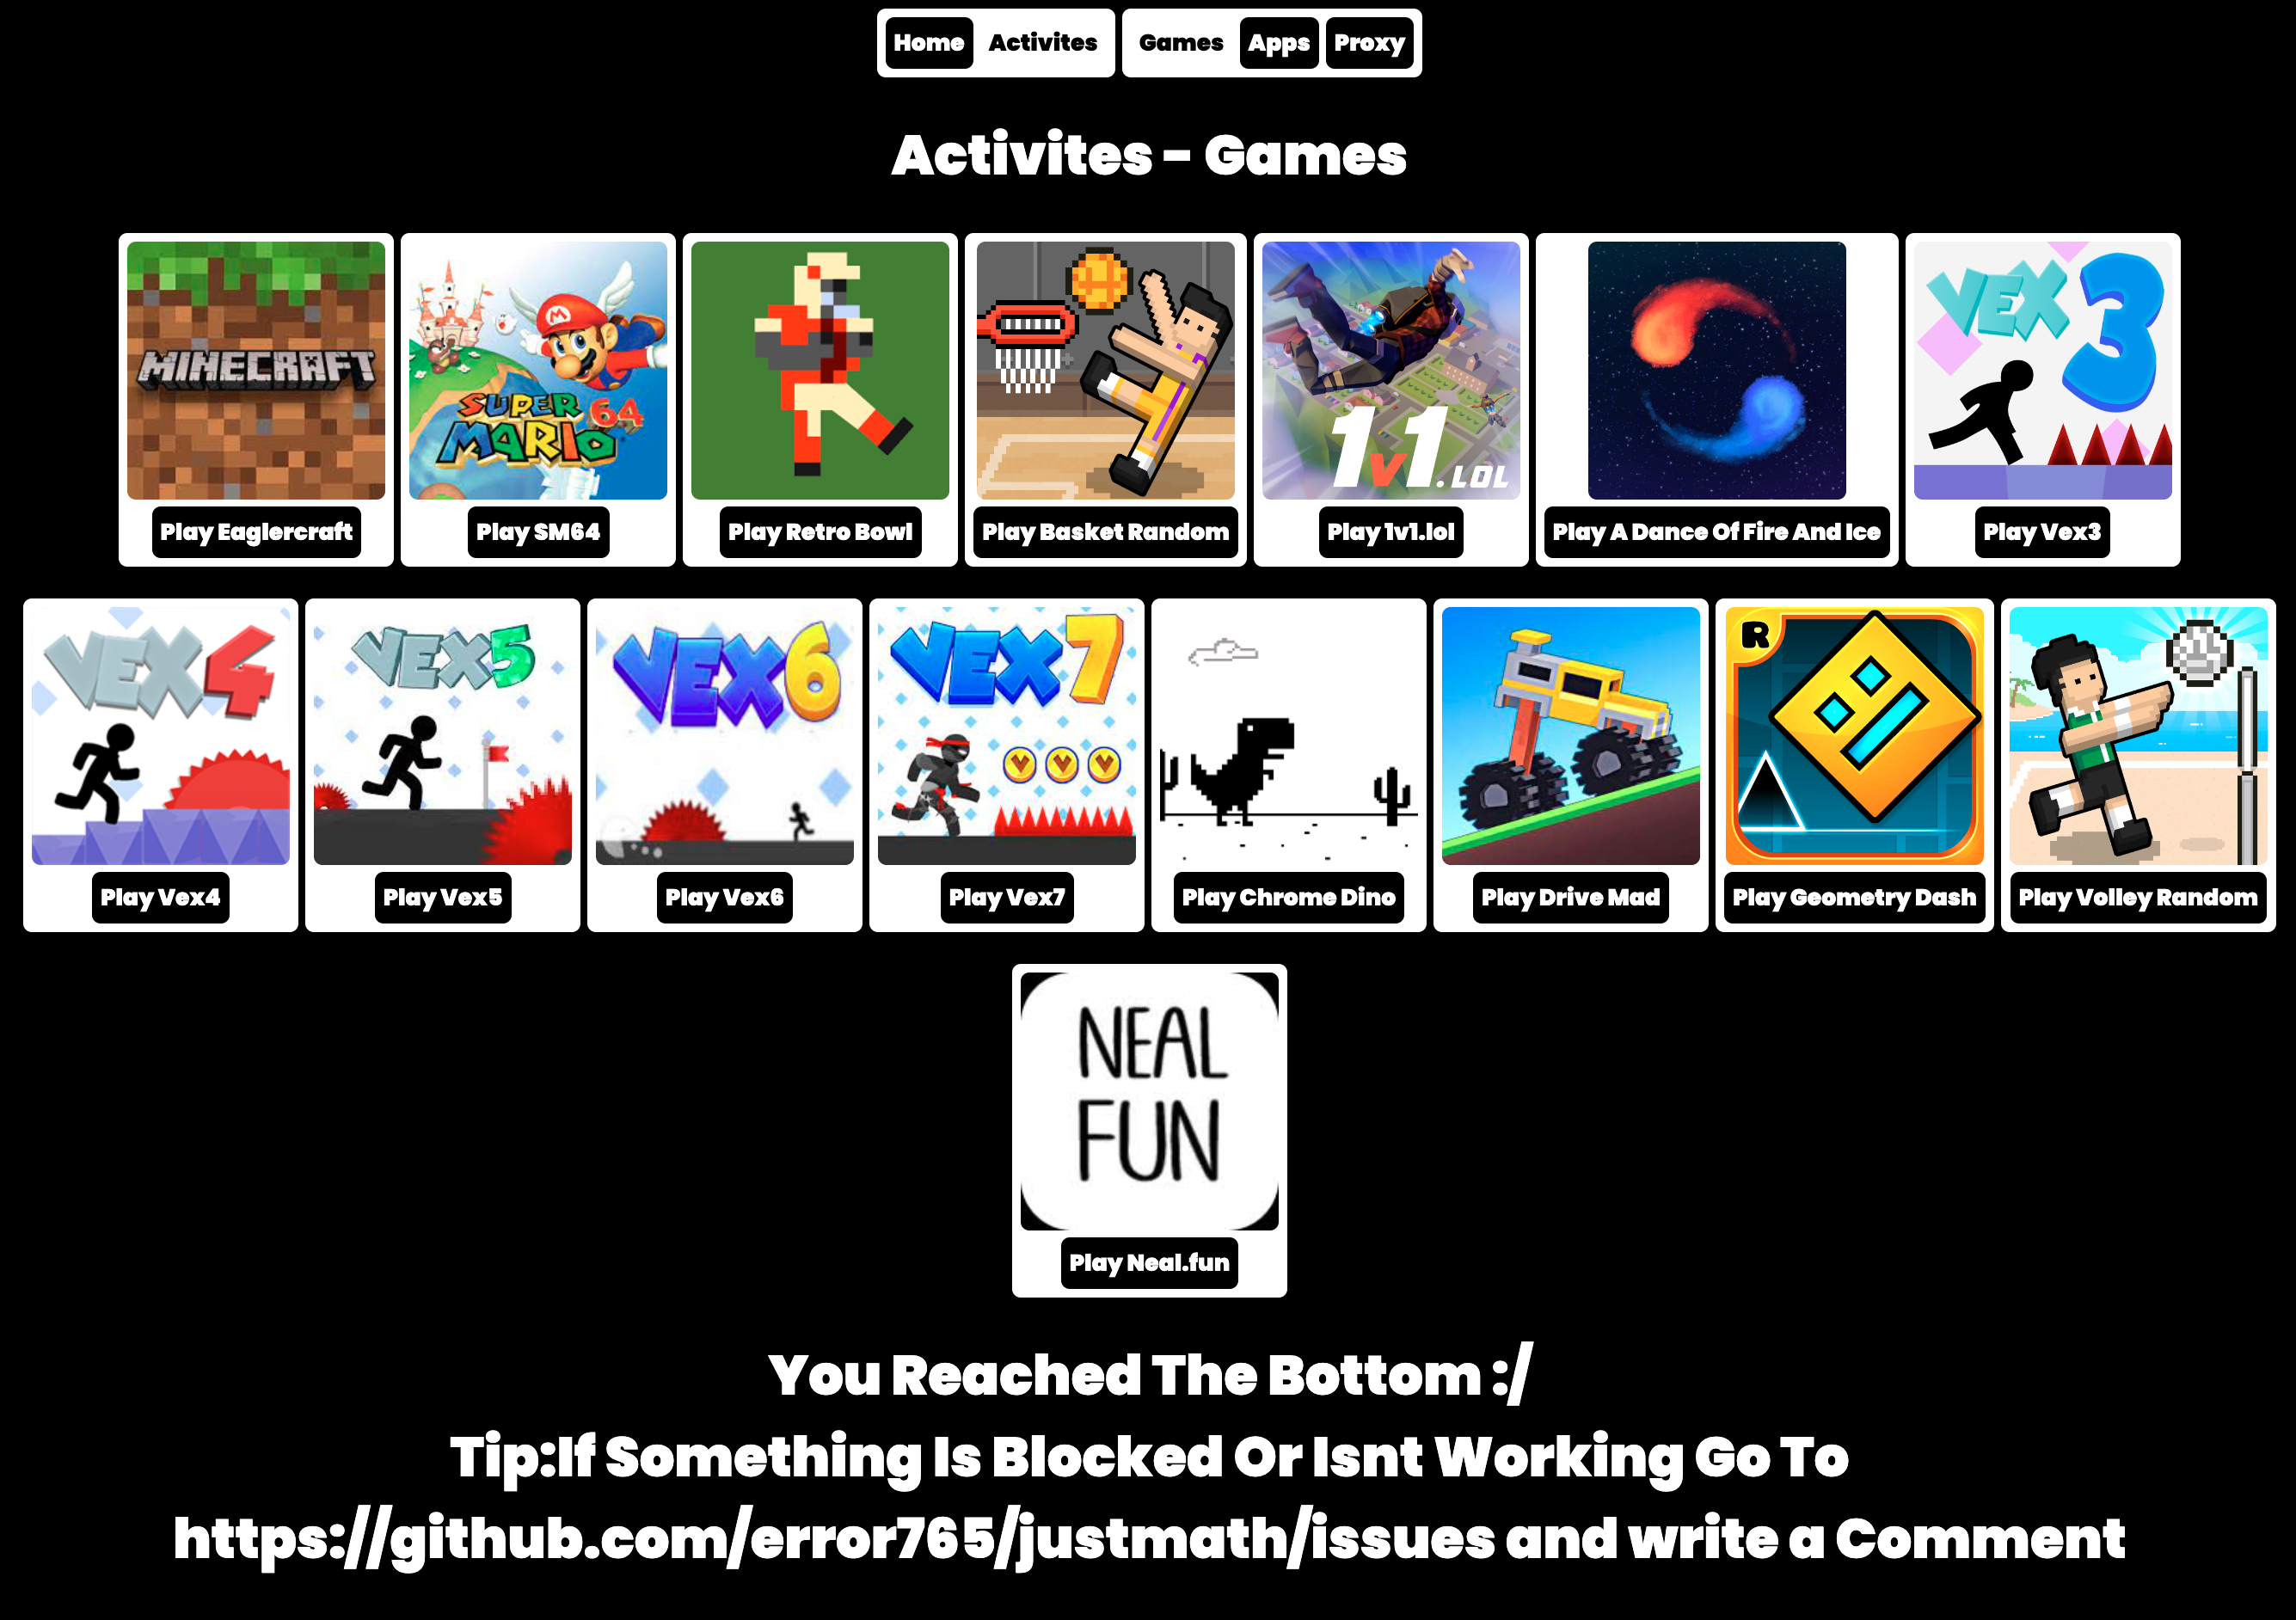 Home Activites Games Apps Proxy
Activites - Games
MINECRAFT
SUPER MARIO 64
1v1.LOL
VEX 3
Play Eaglercraft
Play SM64
Play Retro Bowl
Play Basket Random
Play 1v1.lol
Play A Dance Of Fire And Ice
Play Vex3
VEX 4
VEX 5
VEX 6
VEX 7
R
Play Vex4
Play Vex5
Play Vex6
Play Vex7
Play Chrome Dino
Play Drive Mad
Play Geometry Dash
Play Volley Random
NEAL
FUN
Play Neal.fun
You Reached The Bottom :/
Tip:If Something Is Blocked Or Isnt Working Go To
https://github.com/error765/justmath/issues and write a Comment